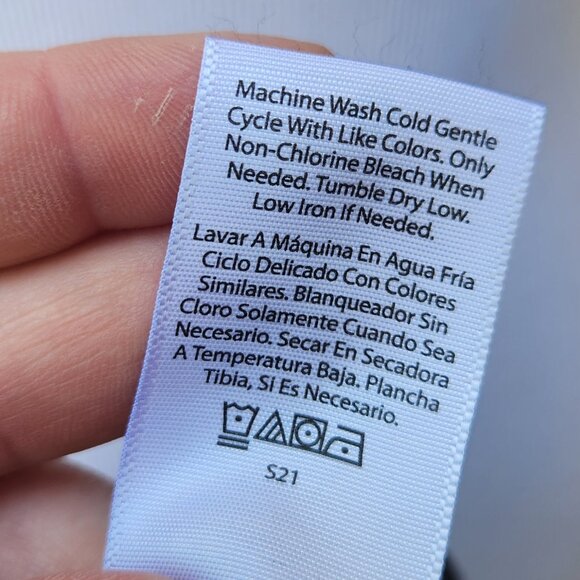 Machine Wash Cold Gentle
Cycle With Like Colors. Only
Non-Chlorine Bleach When
Needed. Tumble Dry Low.
Low Iron If Needed.
Lavar A Máquina En Agua Fría
Ciclo Delicado Con Colores
Similares. Blanqueador Sin
Cloro Solamente Cuando Sea
Necesario. Secar En Secadora
A Temperatura Baja. Plancha
Tibia, Si Es Necesario.
S21